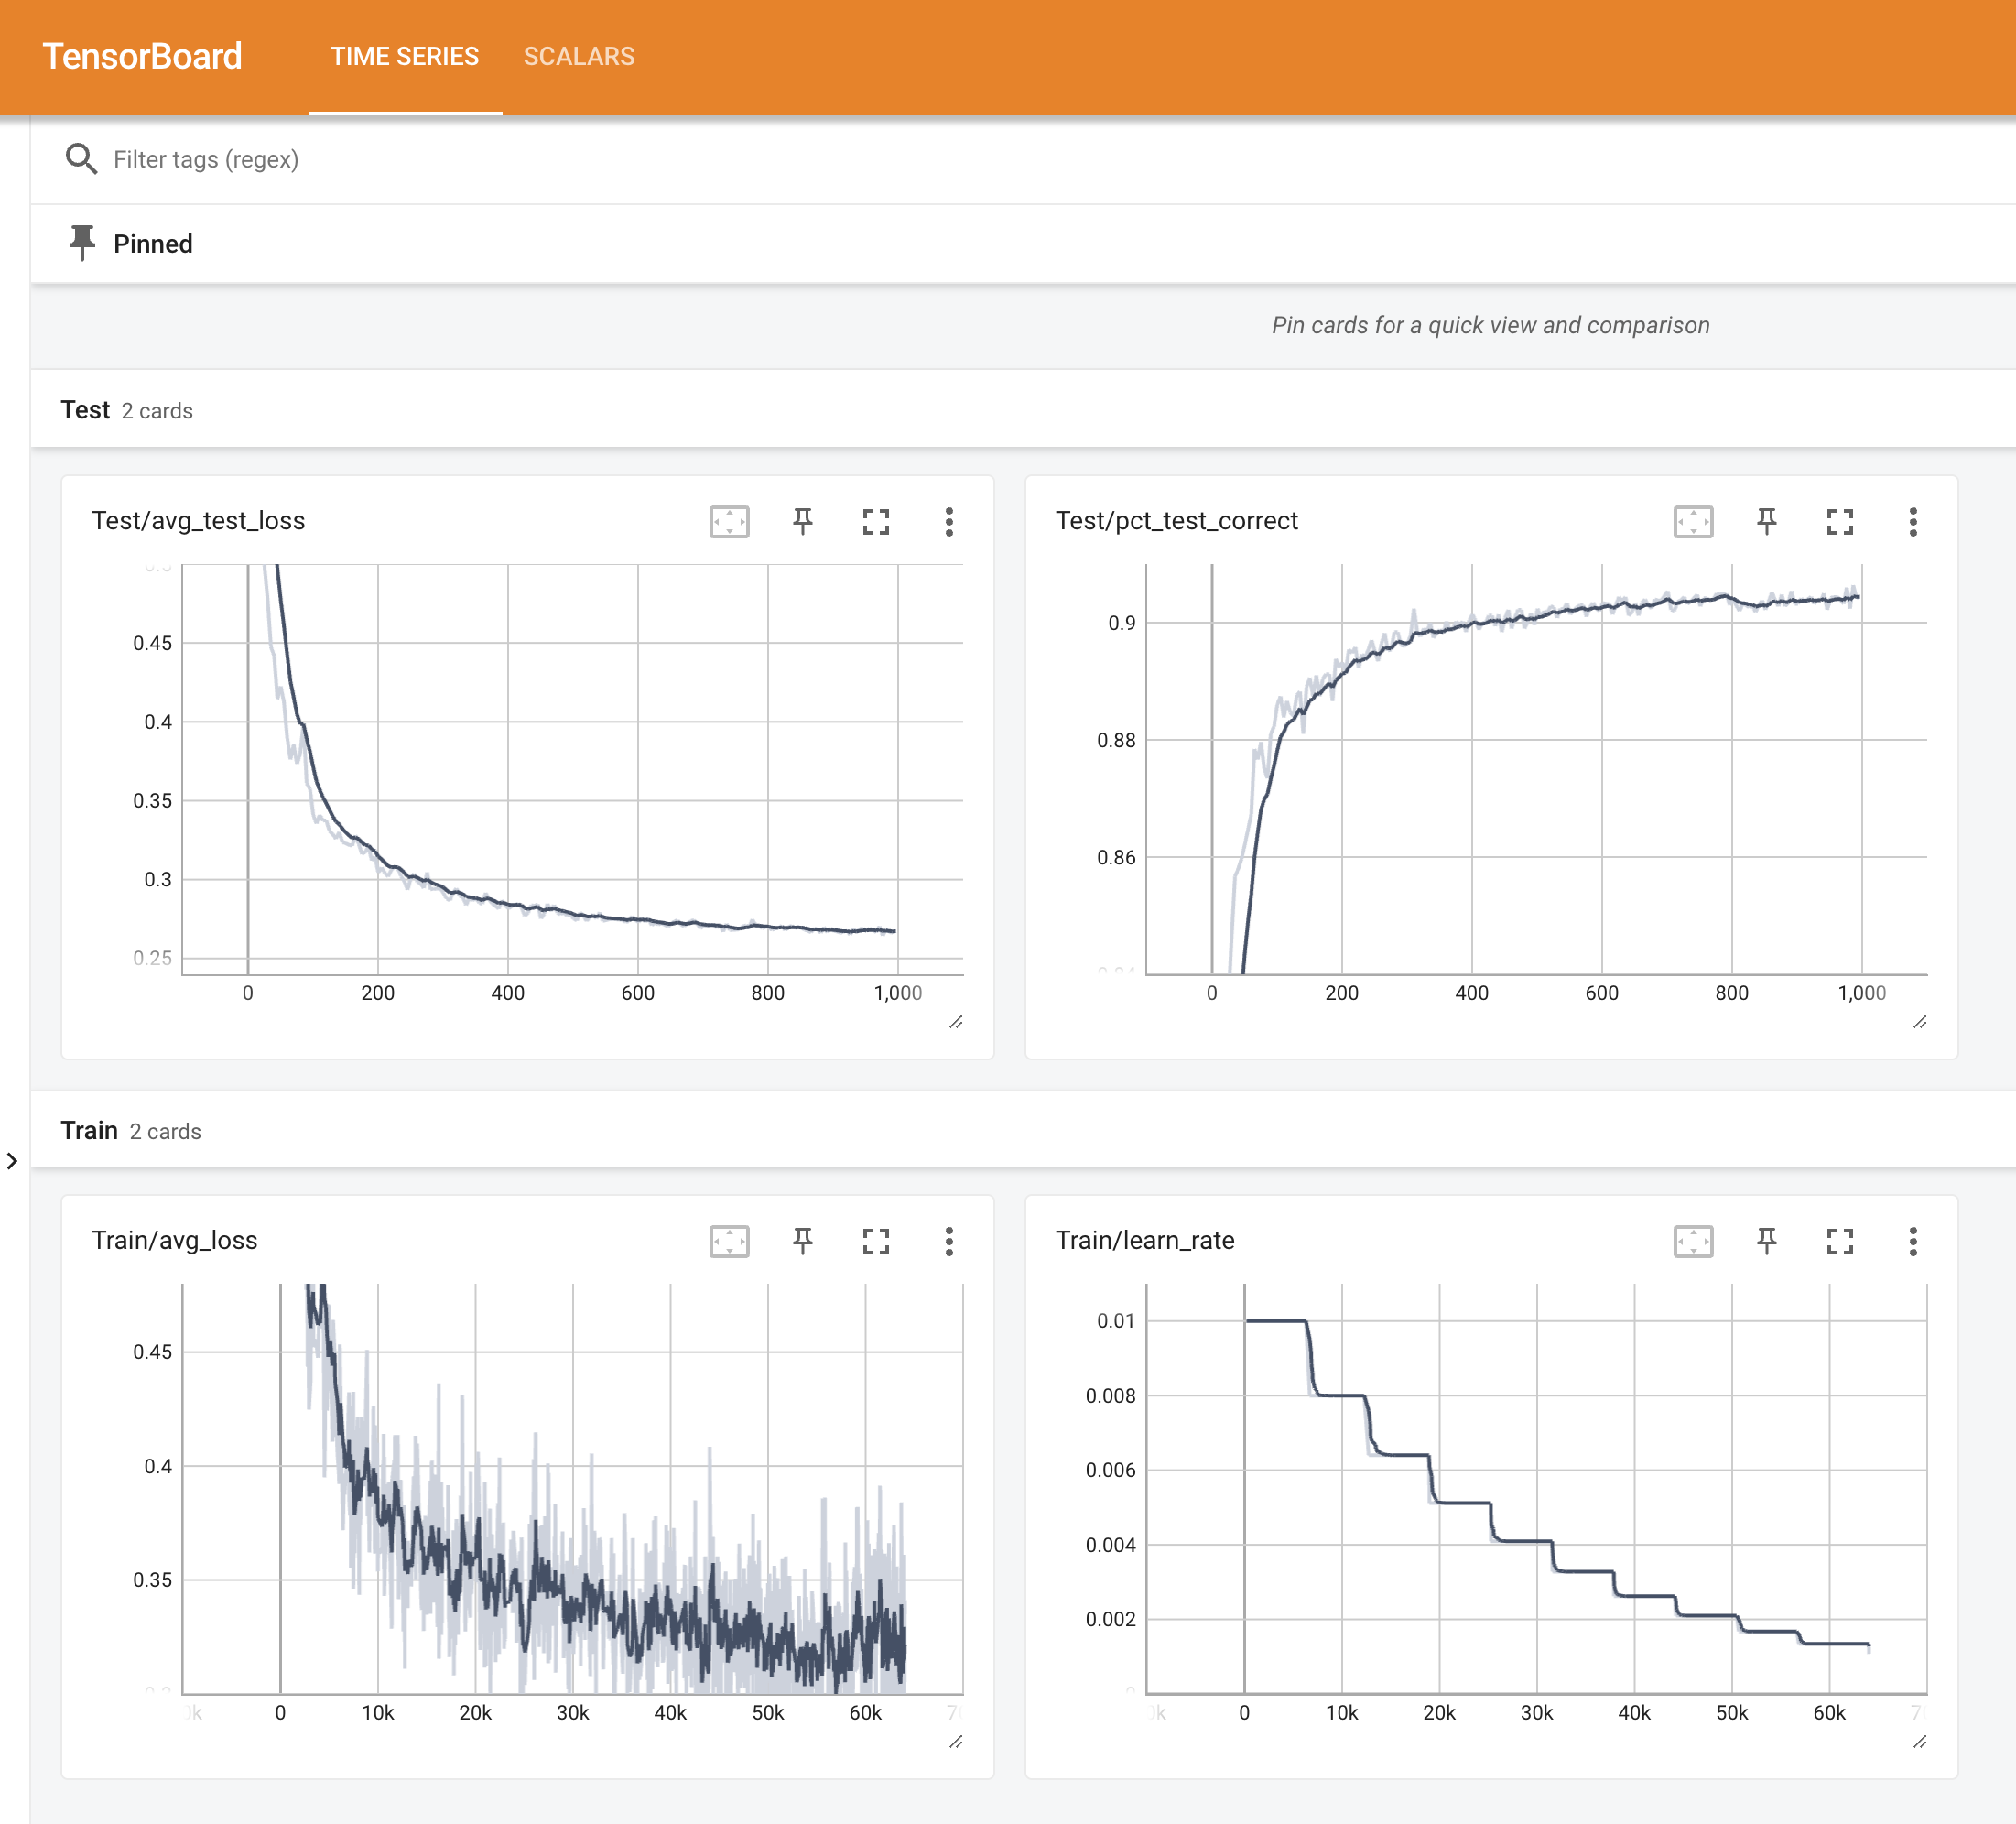 TensorBoard TIME SERIES SCALARS
Filter tags (regex)
Pinned
Pin cards for a quick view and comparison
Test 2 cards
Test/avg_test_loss
0.45
0.4
0.35
0.3
0.25
0 200 400 600 800 1,000
Test/pct_test_correct
0.9
0.88
0.86
0 200 400 600 800 1,000
Train 2 cards
Train/avg_loss
0.45
0.4
0.35
0 10k 20k 30k 40k 50k 60k
Train/learn_rate
0.01
0.008
0.006
0.004
0.002
0 10k 20k 30k 40k 50k 60k